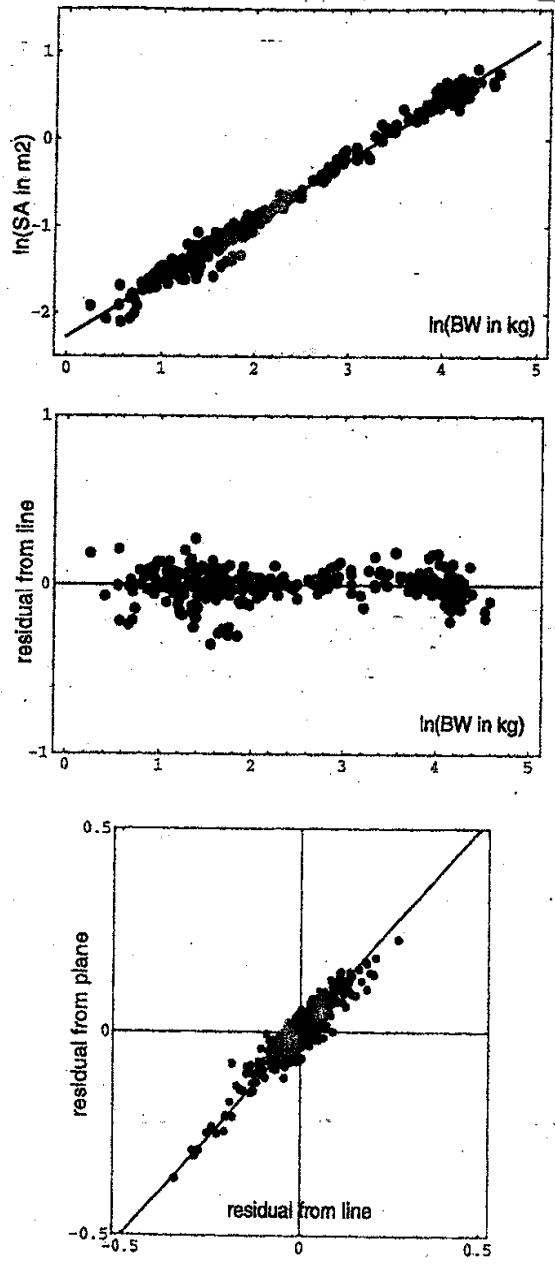 1
0
-1
-2
ln(SA in m2)
ln(BW in kg)
0 1 2 3 4 5
1
0
-1
residual from line
ln(BW in kg)
0 1 2 3 4 5
0.5
0
-0.5
residual from plane
residual from line
-0.5 0 0.5